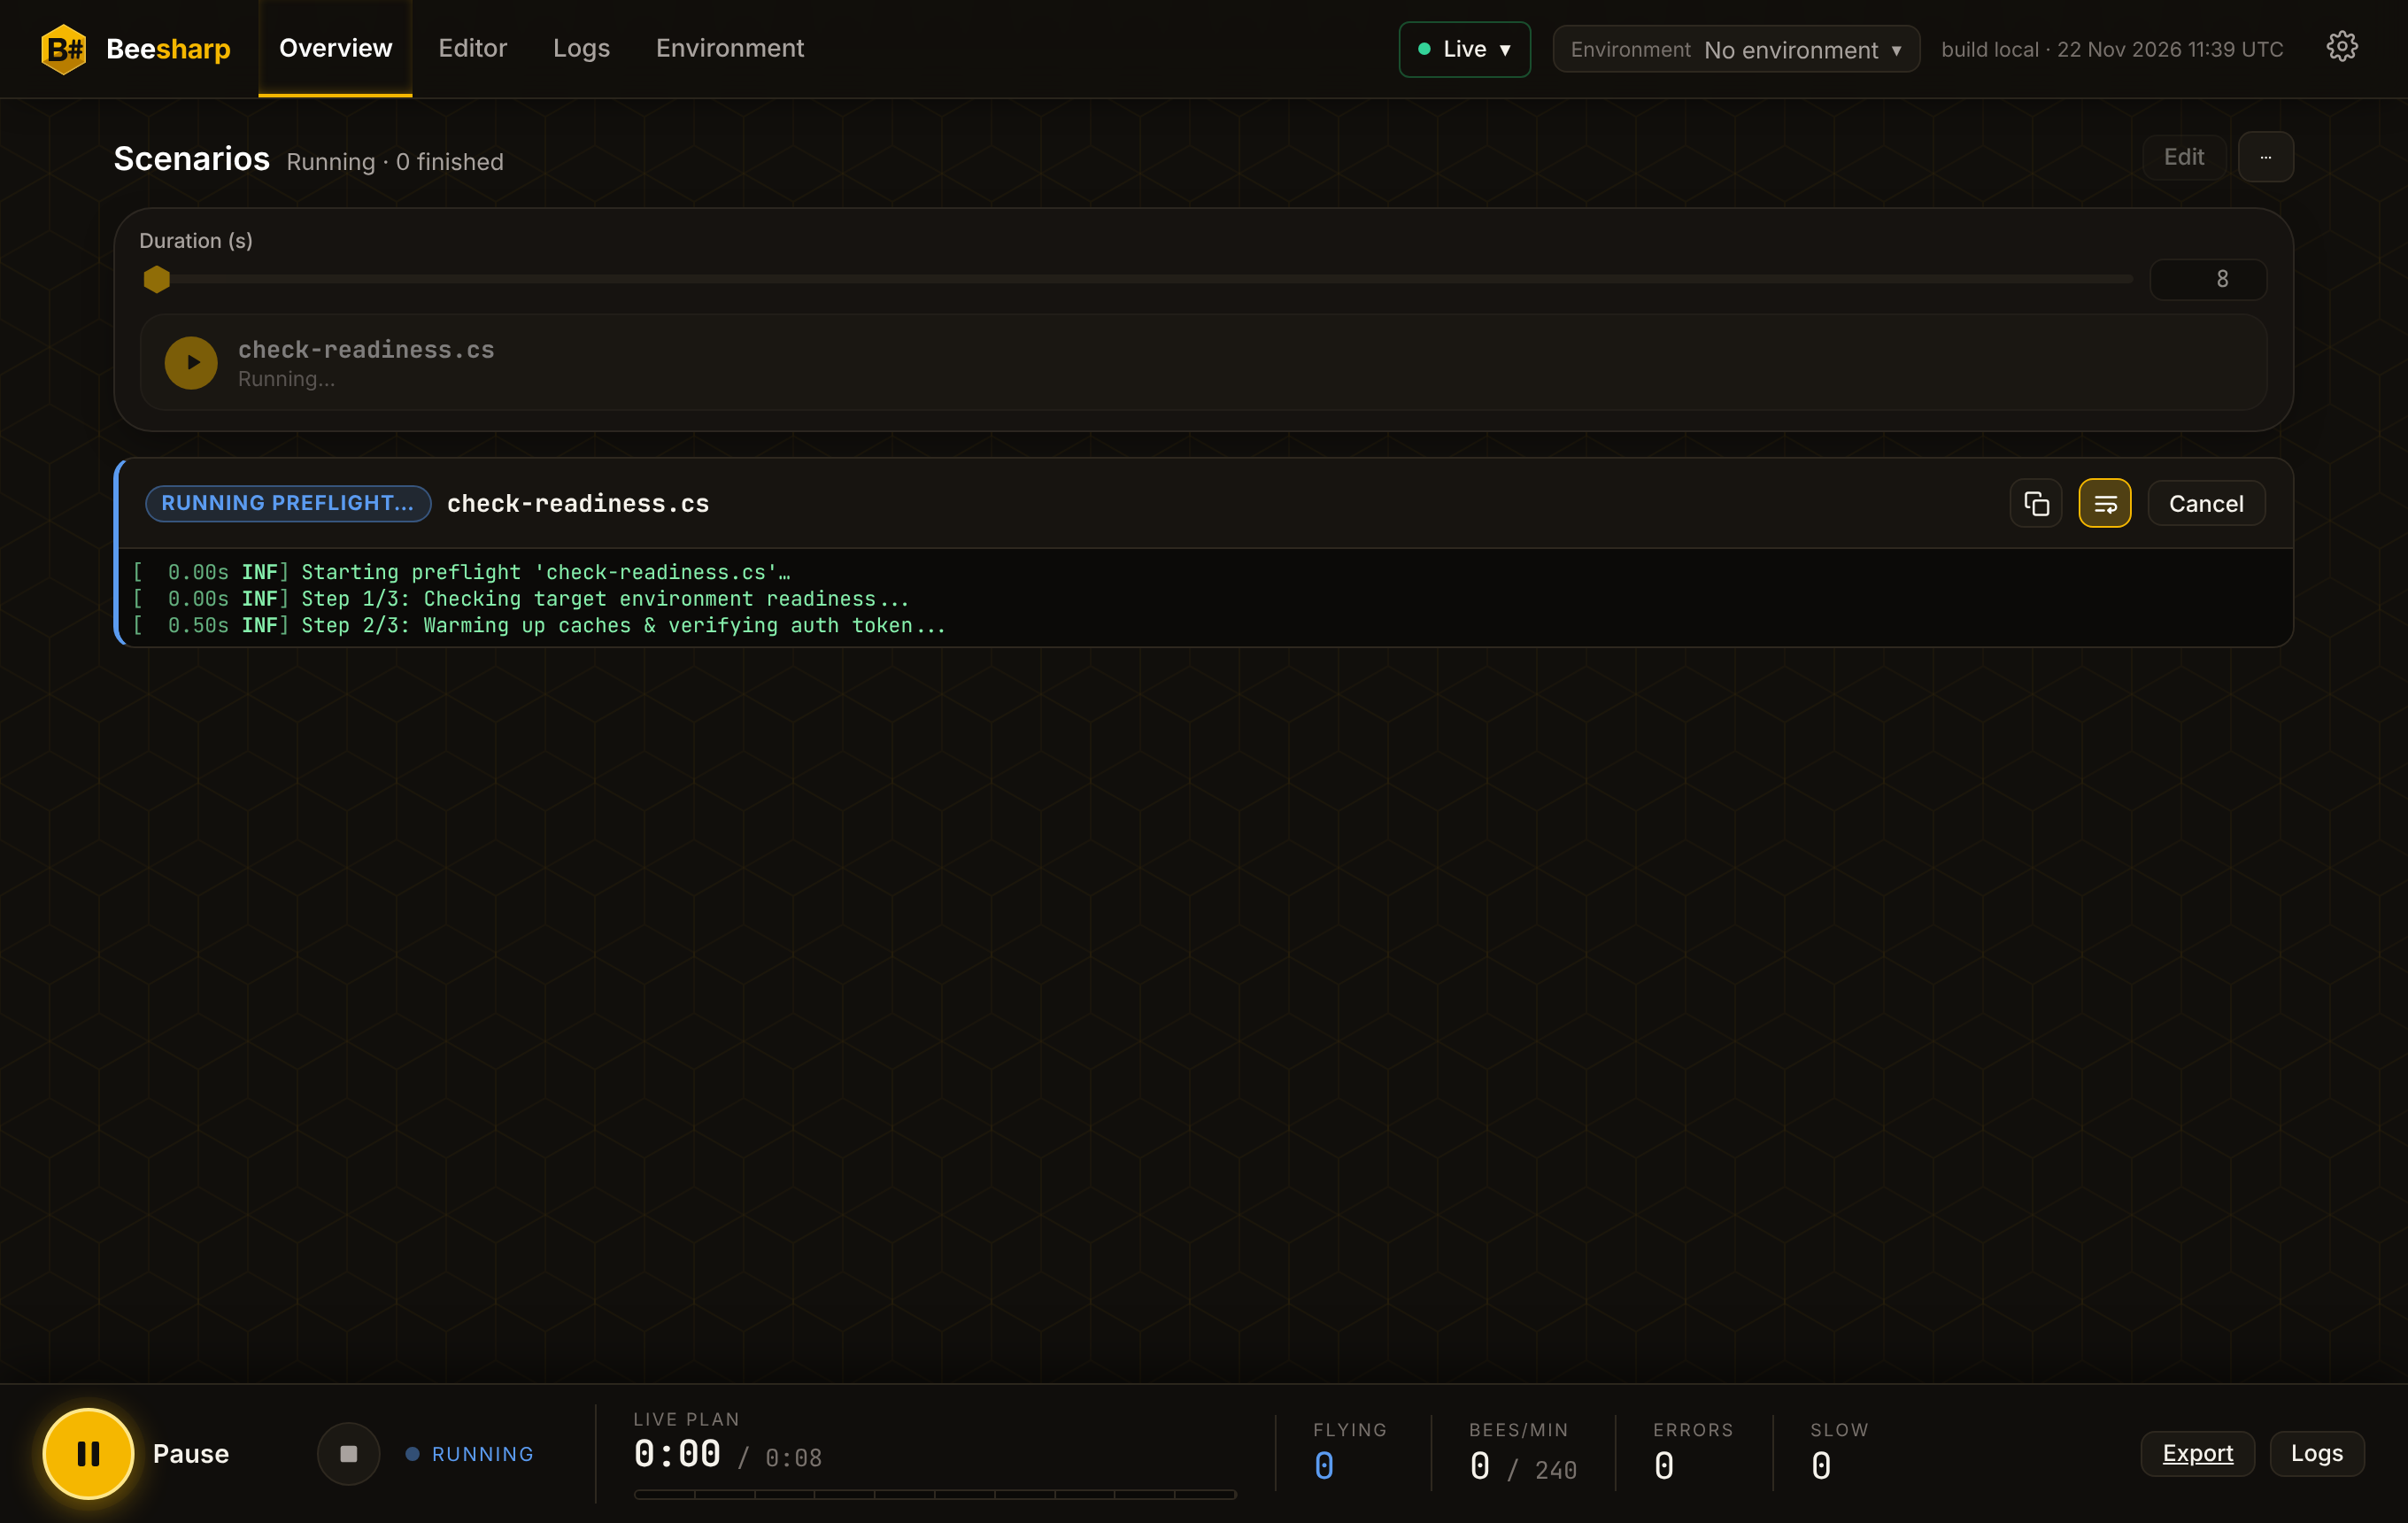 B# Beesharp Overview Editor Logs Environment Live ▾ Environment No environment ▾ build local · 22 Nov 2026 11:39 UTC
Scenarios Running · 0 finished Edit ...
Duration (s)
8
check-readiness.cs
Running...
RUNNING PREFLIGHT... check-readiness.cs Cancel
[  0.00s INF] Starting preflight 'check-readiness.cs'…
[  0.00s INF] Step 1/3: Checking target environment readiness...
[  0.50s INF] Step 2/3: Warming up caches & verifying auth token...
Pause RUNNING
LIVE PLAN
0:00 / 0:08
FLYING
0
BEES/MIN
0 / 240
ERRORS
0
SLOW
0
Export Logs